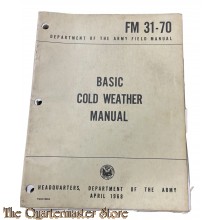 FM 31-70
DEPARTMENT OF THE ARMY FIELD MANUAL
BASIC
COLD WEATHER
MANUAL
HEADQUARTERS, DEPARTMENT OF THE ARMY
APRIL 1968
The Quartermaster Store